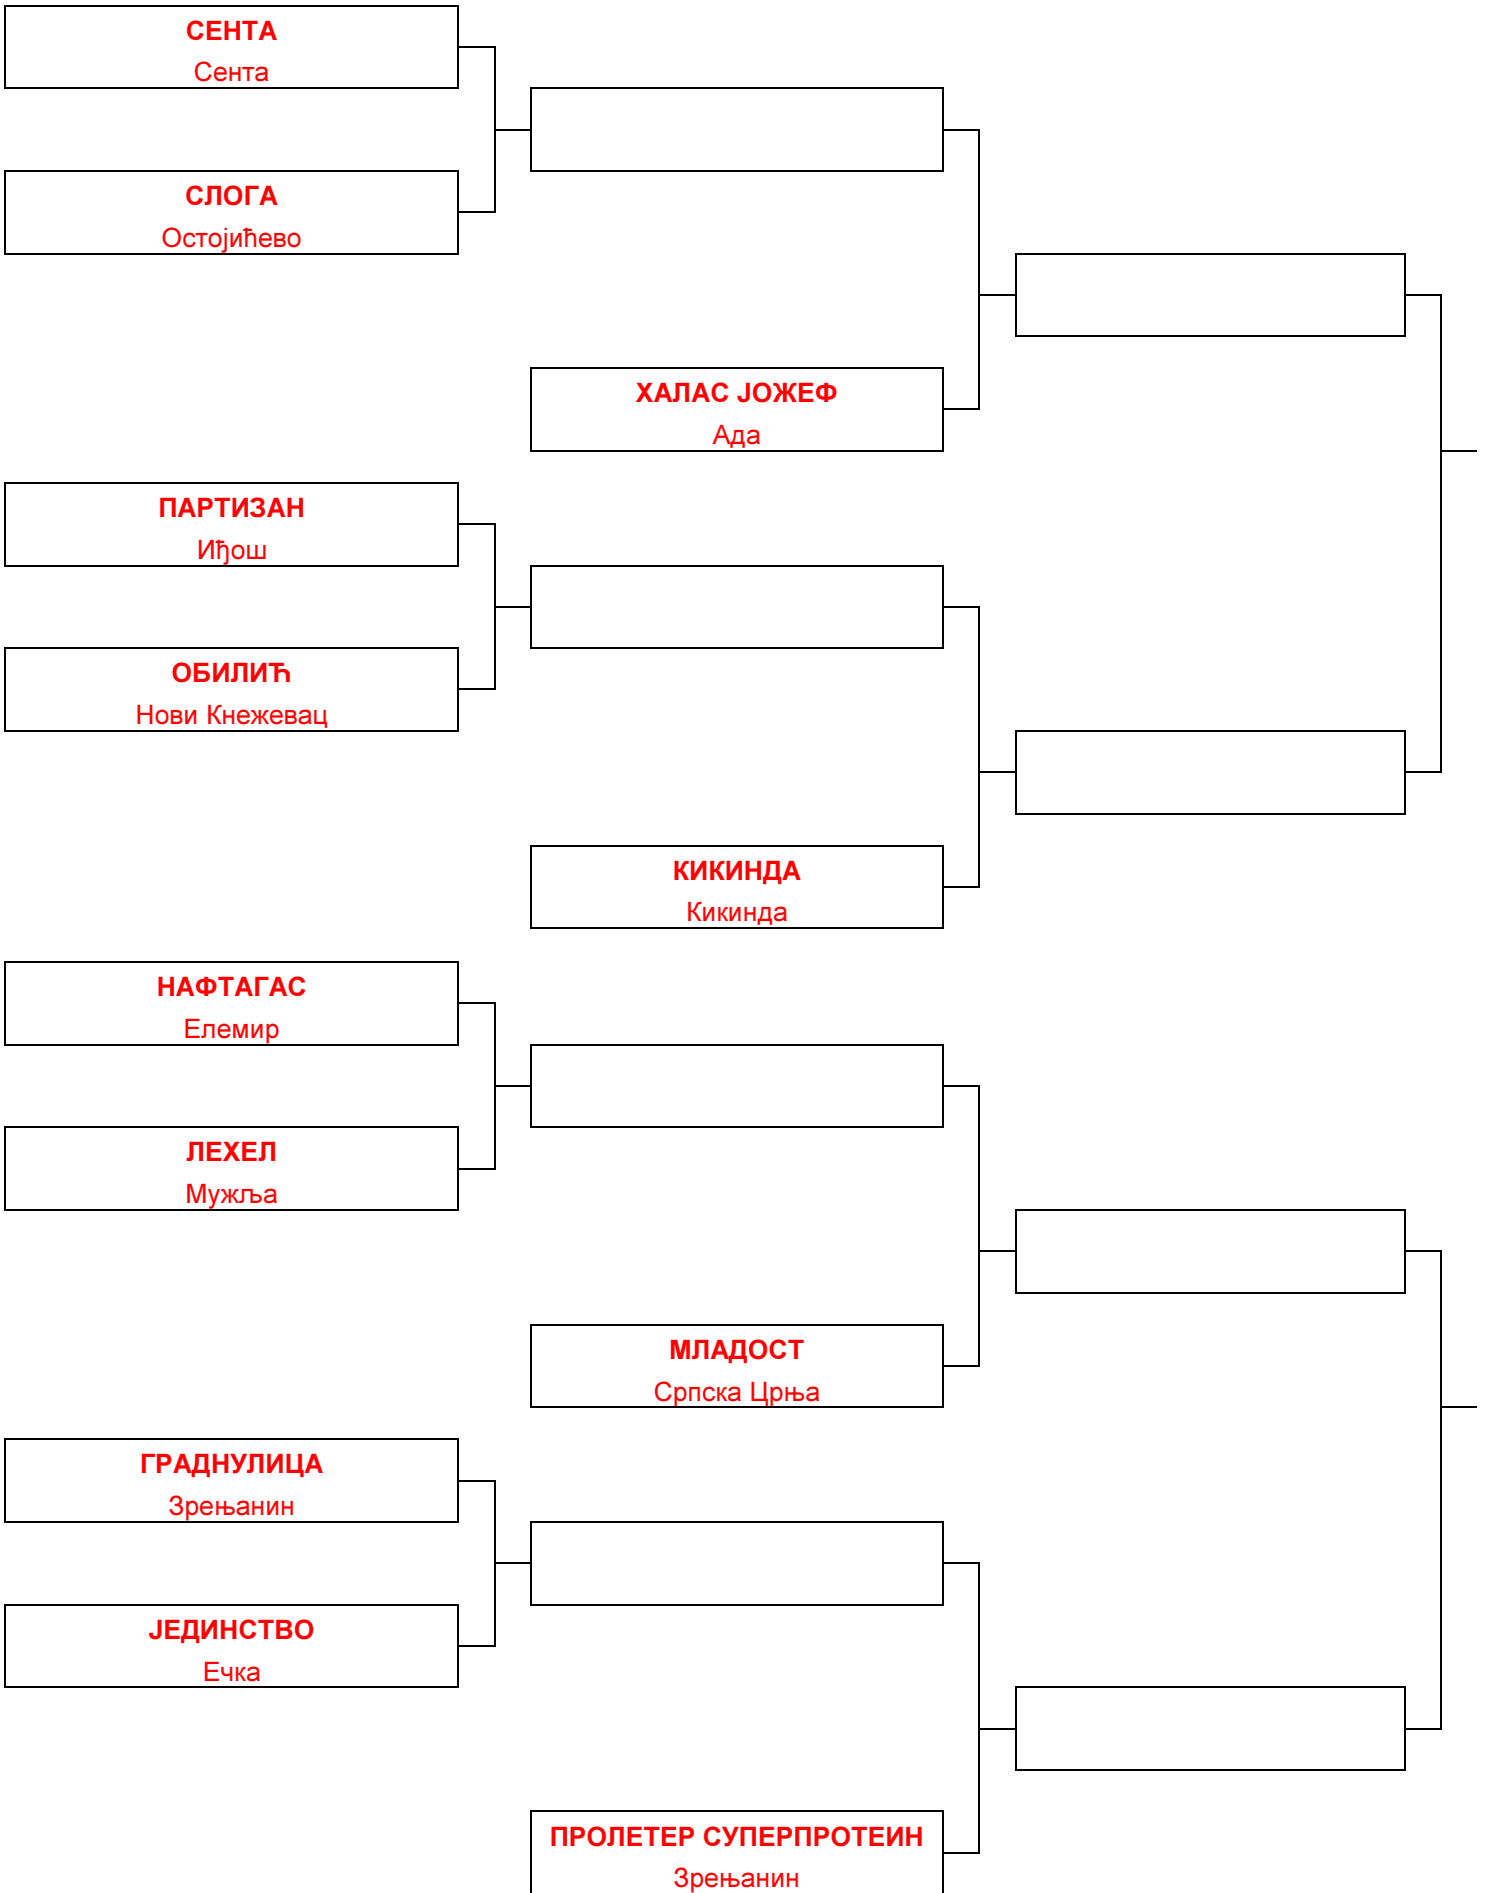 СЕНТА
Сента
СЛОГА
Остојићево
ХАЛАС ЈОЖЕФ
Ада
ПАРТИЗАН
Иђош
ОБИЛИЋ
Нови Кнежевац
КИКИНДА
Кикинда
НАФТАГАС
Елемир
ЛЕХЕЛ
Мужља
МЛАДОСТ
Српска Црња
ГРАДНУЛИЦА
Зрењанин
ЈЕДИНСТВО
Ечка
ПРОЛЕТЕР СУПЕРПРОТЕИН
Зрењанин